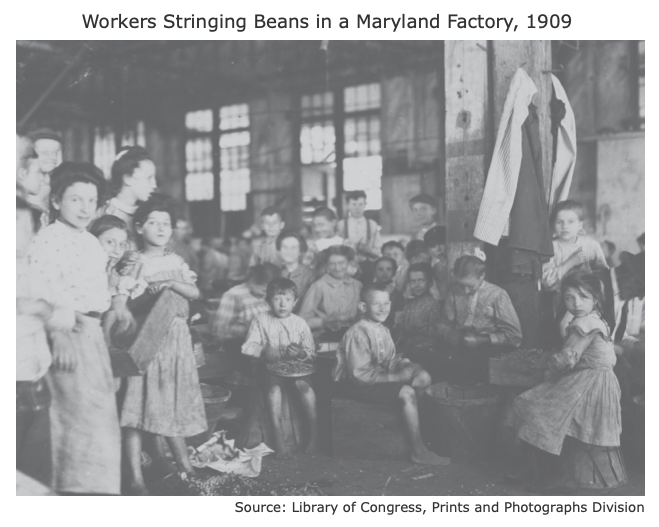 Workers Stringing Beans in a Maryland Factory, 1909
Source: Library of Congress, Prints and Photographs Division